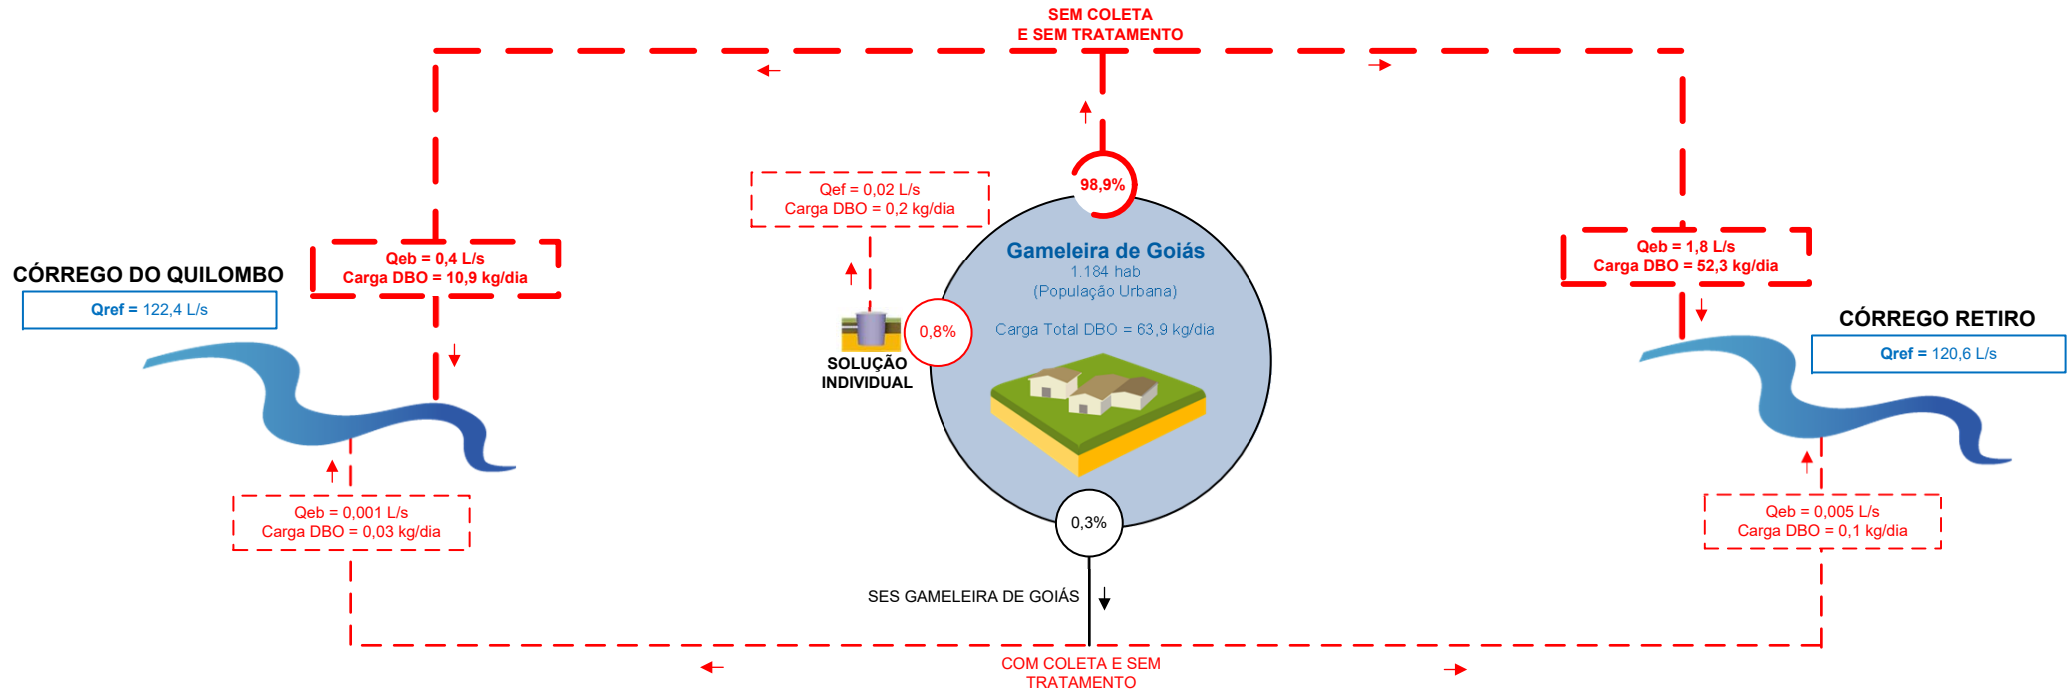 SEM COLETA
E SEM TRATAMENTO
98,9%
Qef = 0,02 L/s
Carga DBO = 0,2 kg/dia
Qeb = 0,4 L/s
Carga DBO = 10,9 kg/dia
CÓRREGO DO QUILOMBO
Qref = 122,4 L/s
Gameleira de Goiás
1.184 hab
(População Urbana)
Carga Total DBO = 63,9 kg/dia
0,8%
SOLUÇÃO
INDIVIDUAL
Qeb = 1,8 L/s
Carga DBO = 52,3 kg/dia
CÓRREGO RETIRO
Qref = 120,6 L/s
Qeb = 0,001 L/s
Carga DBO = 0,03 kg/dia
0,3%
Qeb = 0,005 L/s
Carga DBO = 0,1 kg/dia
SES GAMELEIRA DE GOIÁS
COM COLETA E SEM
TRATAMENTO